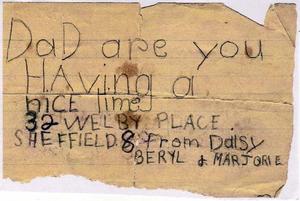 DaD are you
HAving a
nice time
32 WELBY PLACE.
SHEFFIELD 8 from Daisy
BERYL & MARJORIE